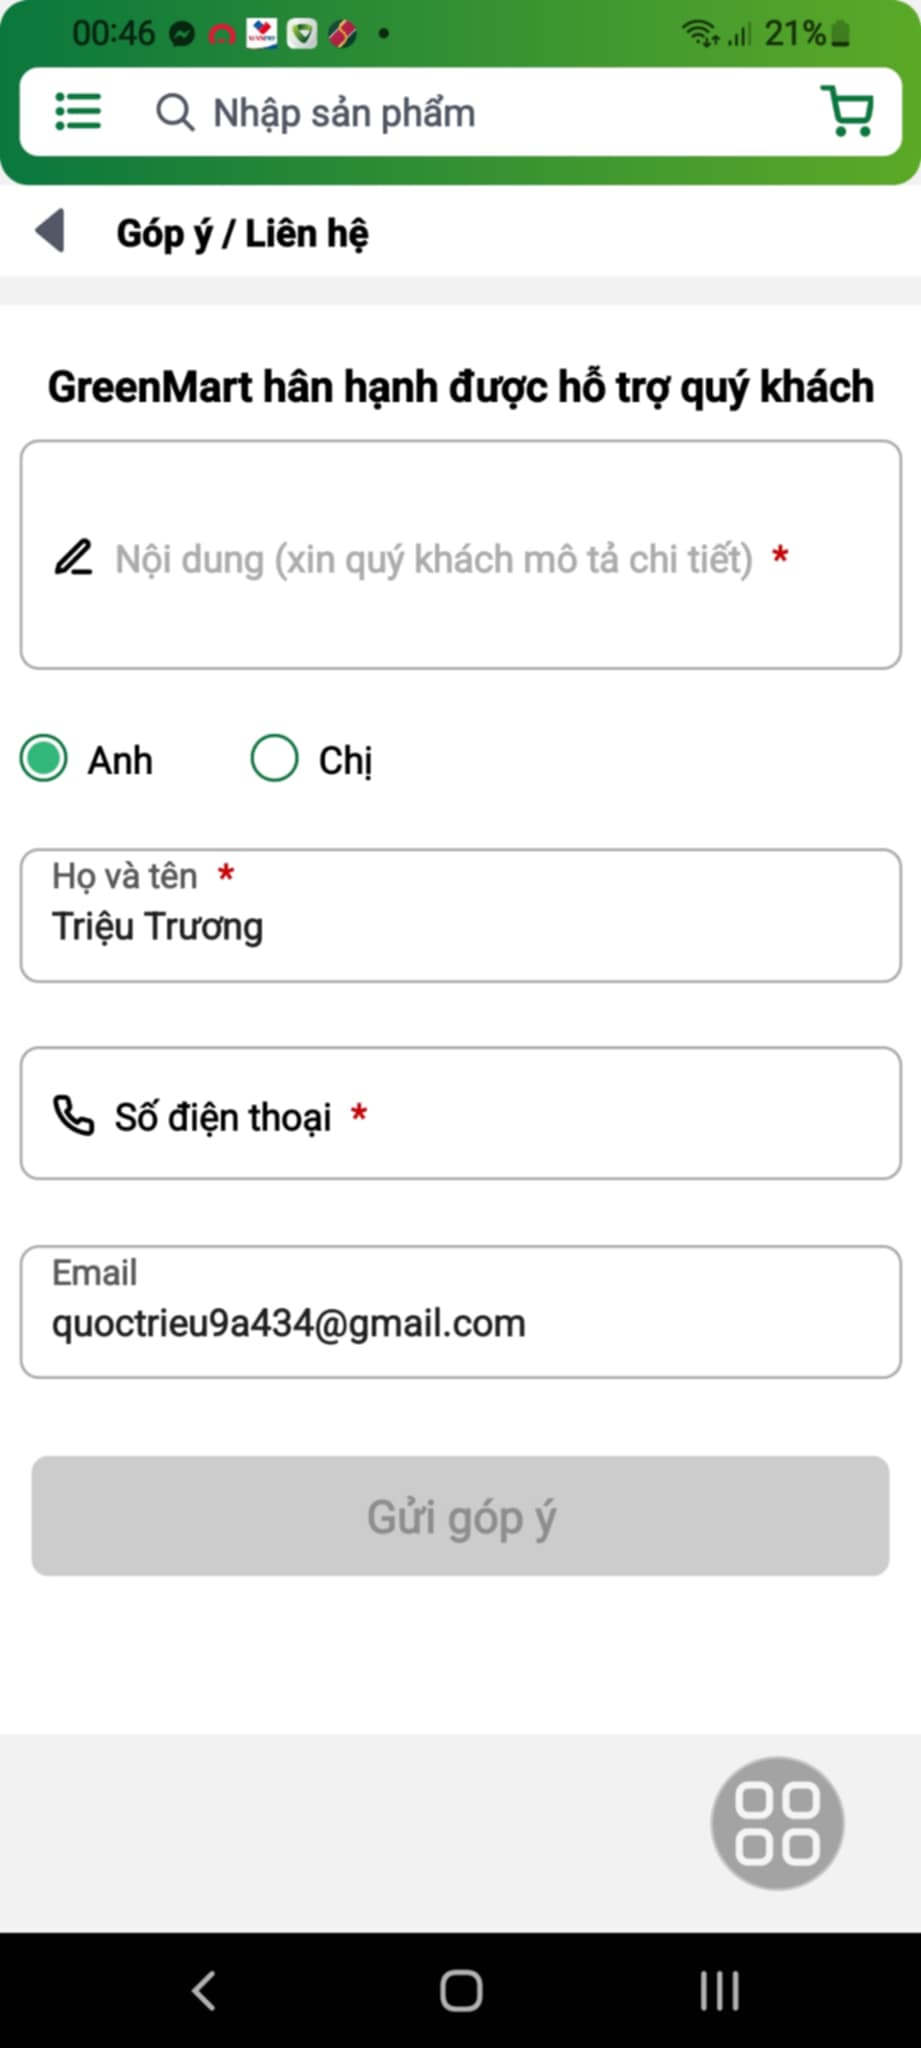 00:46
21%
Nhập sản phẩm
Góp ý / Liên hệ
GreenMart hân hạnh được hỗ trợ quý khách
Nội dung (xin quý khách mô tả chi tiết) *
Anh
Chị
Họ và tên *
Triệu Trương
Số điện thoại *
Email
quoctrieu9a434@gmail.com
Gửi góp ý